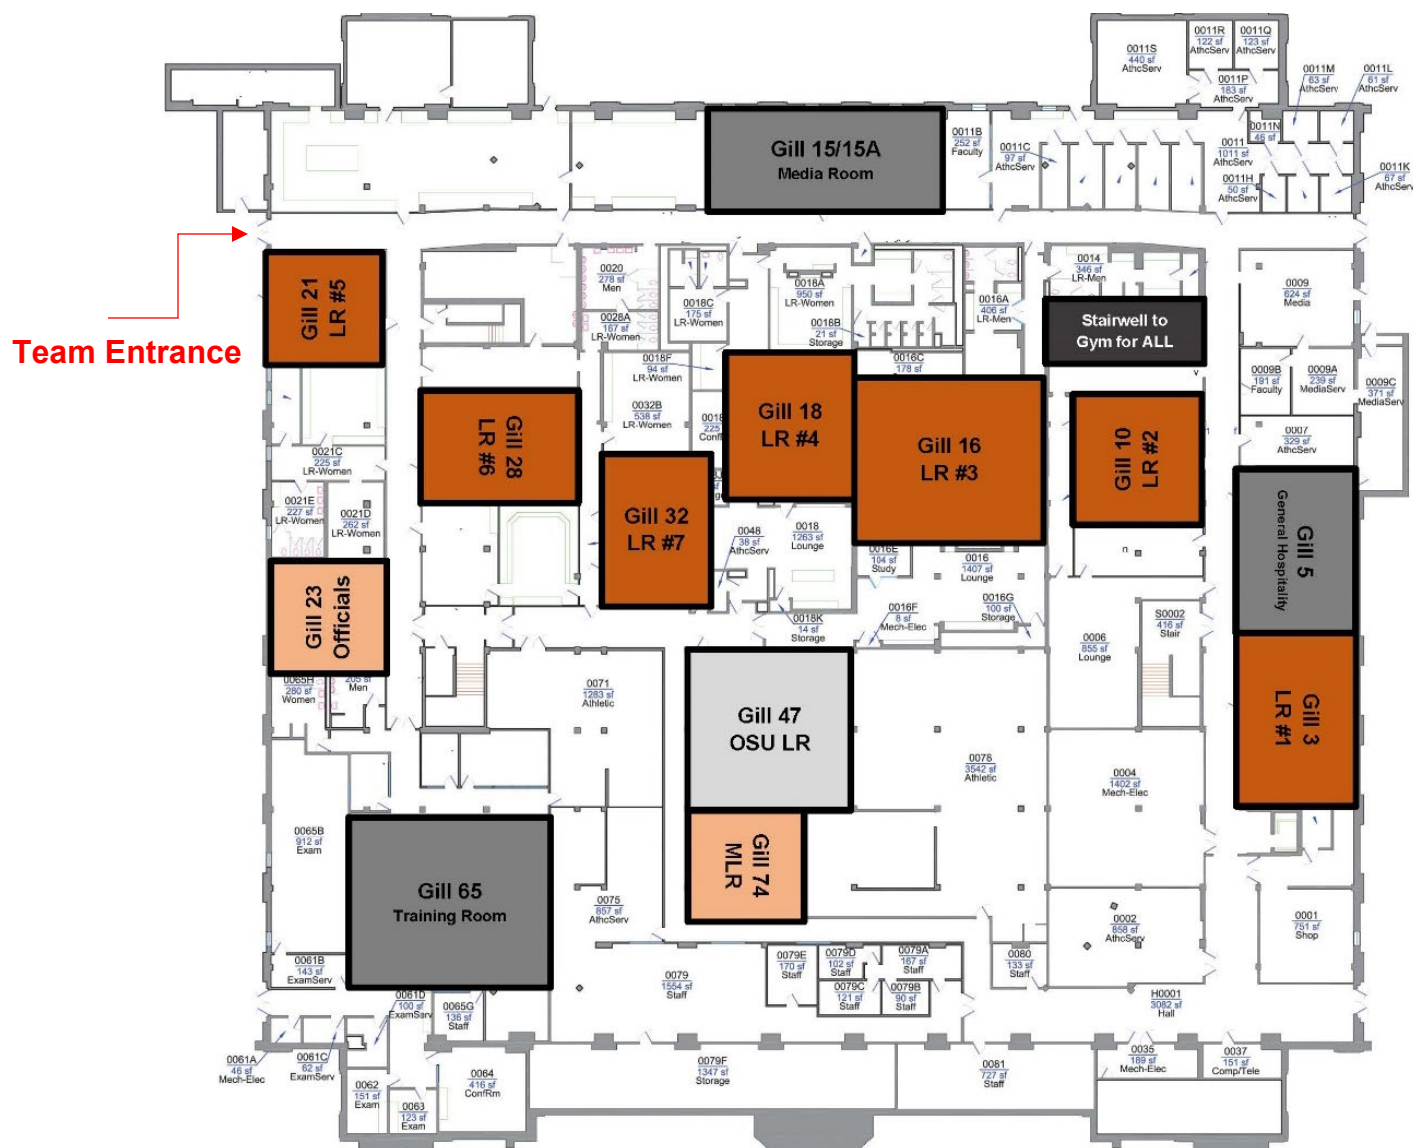 0011S
440 sf
AthcServ
0011R
122 sf
AthcServ
0011Q
123 sf
AthcServ
0011P
183 sf
AthcServ
0011M
63 sf
AthcServ
0011L
61 sf
AthcServ
Gill 15/15A
Media Room
0011B
252 sf
Faculty
0011C
97 sf
AthcServ
0011N
46 sf
0011
1011 sf
AthcServ
0011H
50 sf
AthcServ
0011K
67 sf
AthcServ
Team Entrance
Gill 21
LR #5
0020
278 sf
Men
0028A
167 sf
LR-Women
0018C
175 sf
LR-Women
0018A
950 sf
LR-Women
0018B
21 sf
Storage
0016A
406 sf
LR-Men
0014
346 sf
LR-Men
Stairwell to
Gym for ALL
0009
624 sf
Media
0018F
94 sf
LR-Women
0016C
178 sf
0009B
191 sf
Faculty
0009A
239 sf
MediaServ
0009C
371 sf
MediaServ
Gill 28
LR #6
0032B
538 sf
LR-Women
0018
225
Confl
Gill 18
LR #4
Gill 16
LR #3
Gill 10
LR #2
0007
329 sf
AthcServ
0021C
225 sf
LR-Women
0021E
227 sf
LR-Women
0021D
262 sf
LR-Women
Gill 32
LR #7
0048
38 sf
AthcServ
0018
1263 sf
Lounge
0016E
104 sf
Study
0016
1407 sf
Lounge
n
Gill 5
General Hospitality
Gill 23
Officials
0018K
14 sf
Storage
0016F
8 sf
Mech-Elec
0016G
100 sf
Storage
0006
855 sf
Lounge
S0002
416 sf
Stair
0065H
280 sf
Women
205 sf
Men
0071
1283 sf
Athletic
Gill 47
OSU LR
0078
3542 sf
Athletic
0004
1402 sf
Mech-Elec
Gill 3
LR #1
0065B
912 sf
Exam
Gill 65
Training Room
Gill 74
MLR
0075
857 sf
AthcServ
0002
858 sf
AthcServ
0001
751 sf
Shop
0061B
143 sf
ExamServ
0061D
100 sf
ExamServ
0065G
136 sf
Staff
0079
1554 sf
Staff
0079E
170 sf
Staff
0079D
102 sf
Staff
0079A
167 sf
Staff
0079C
121 sf
Staff
0079B
90 sf
Staff
0080
133 sf
Staff
H0001
3082 sf
Hall
0061A
46 sf
Mech-Elec
0061C
62 sf
ExamServ
0062
151 sf
Exam
0063
123 sf
Exam
0064
416 sf
ConfRm
0079F
1347 sf
Storage
0081
727 sf
Staff
0035
189 sf
Mech-Elec
0037
151 sf
Comp/Tele